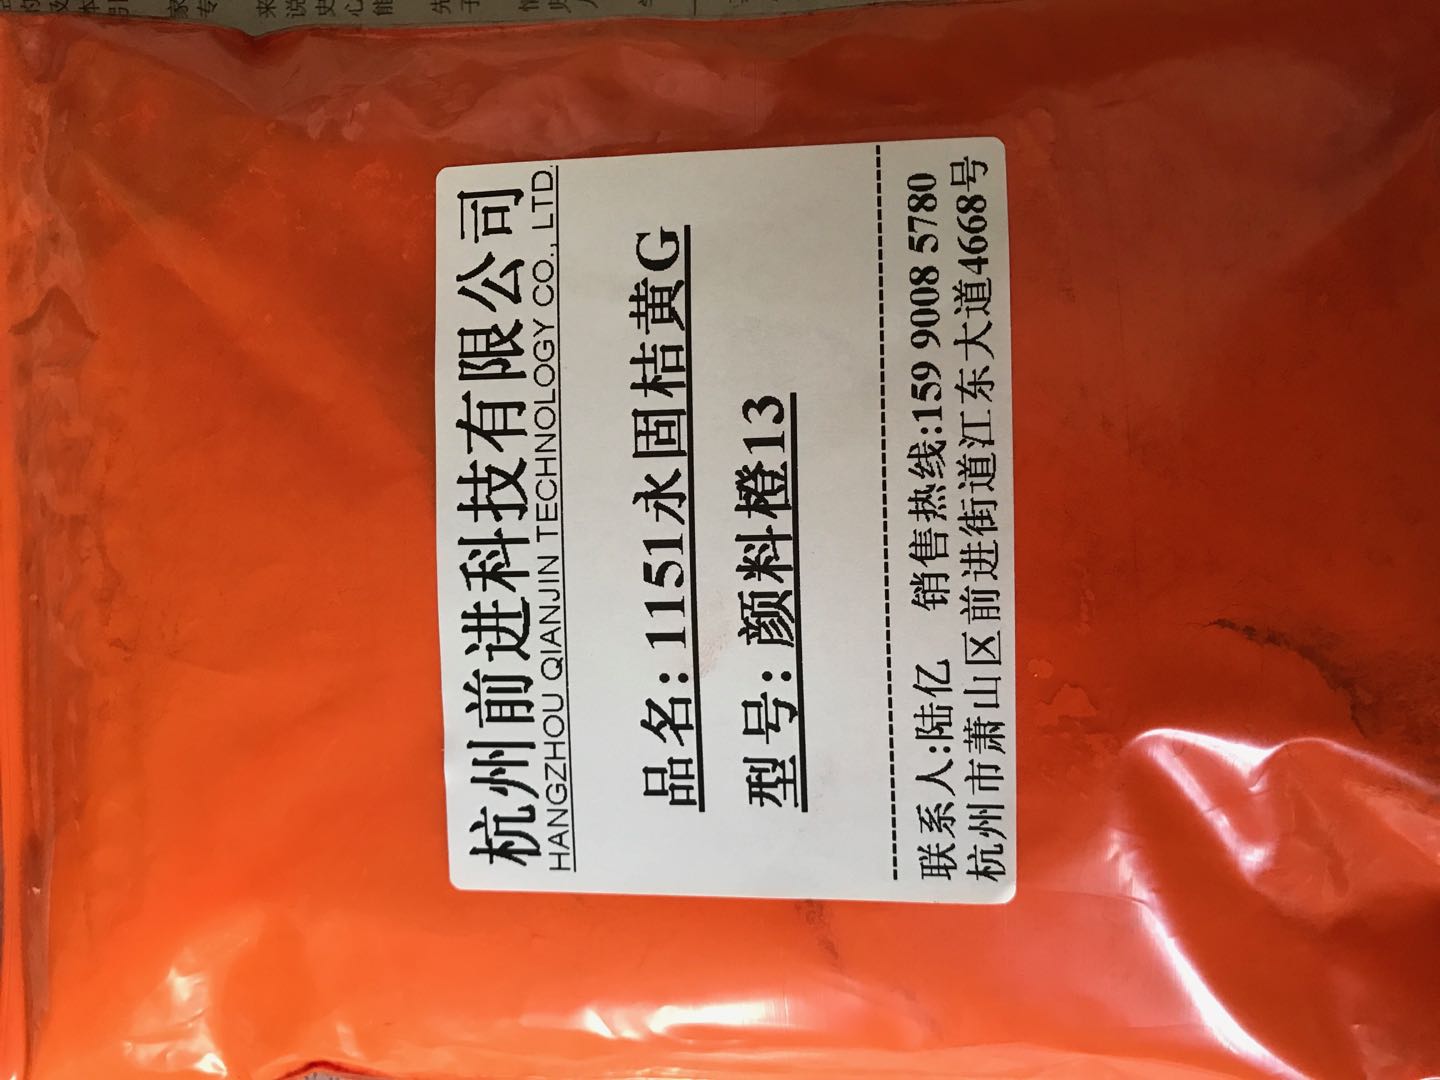 杭州前进科技有限公司
HANGZHOU QIANJIN TECHNOLOGY CO., LTD.
品名:1151永固桔黄G
型号:颜料橙13
联系人:陆亿 销售热线:159 9008 5780
杭州市萧山区前进街道江东大道4668号